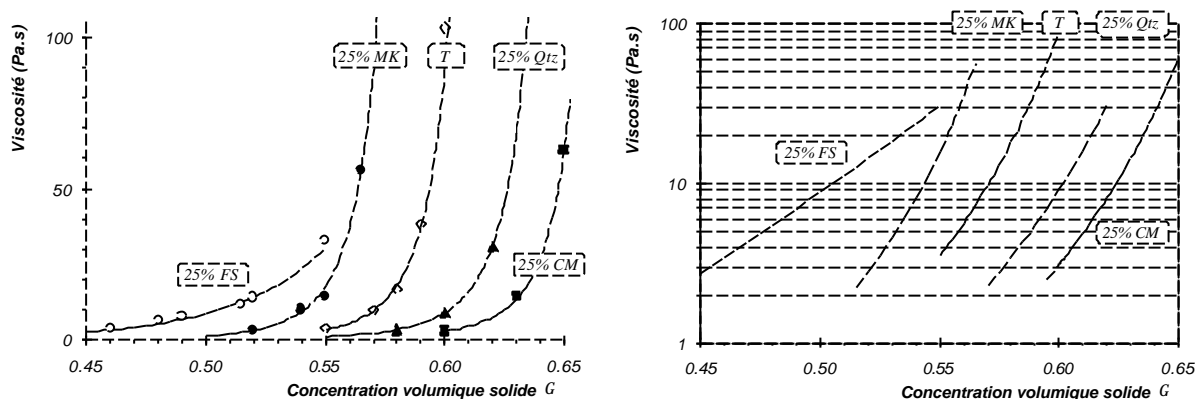 Viscosité (Pa.s)
100
50
0
25% MK
T
25% Qtz
25% FS
25% CM
0.45
0.50
0.55
0.60
0.65
Concentration volumique solide G
Viscosité (Pa.s)
100
10
1
25% MK
T
25% Qtz
25% FS
25% CM
0.45
0.50
0.55
0.60
0.65
Concentration volumique solide G